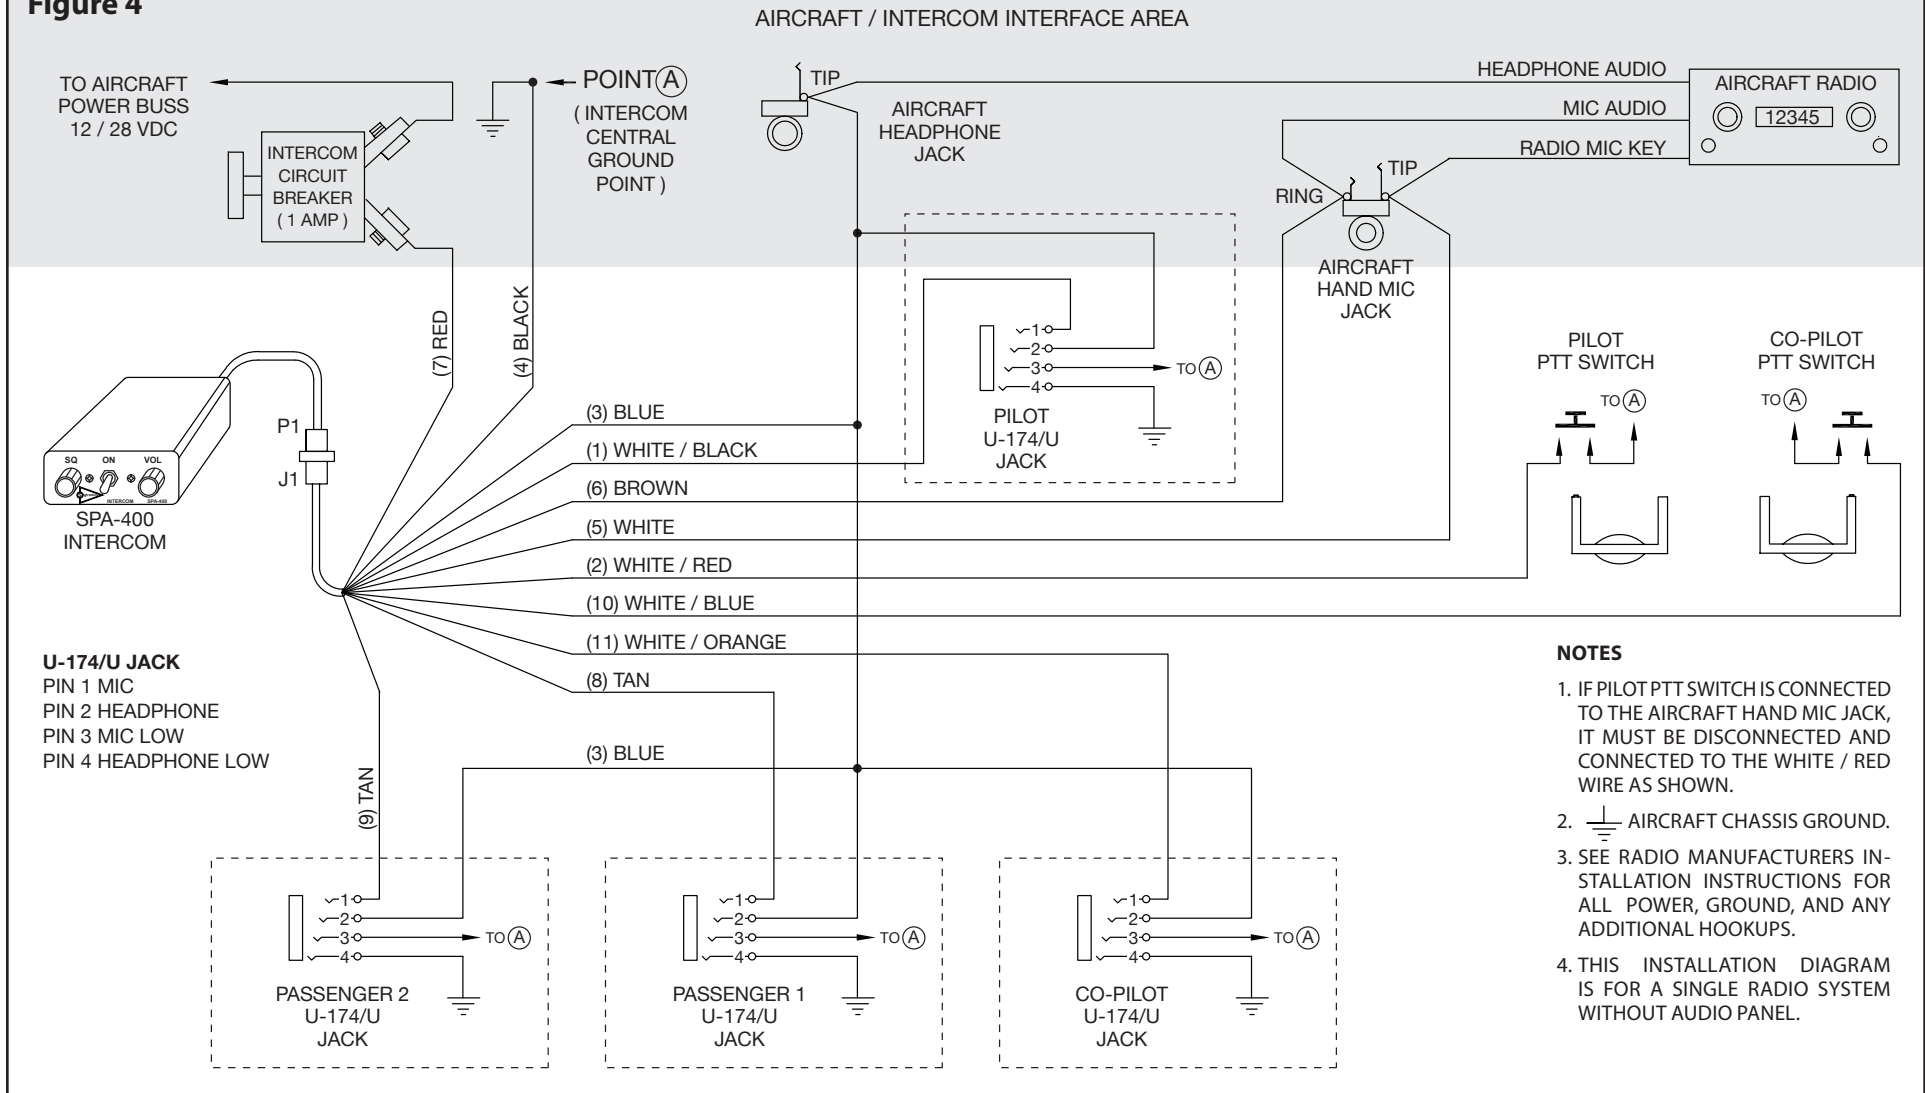 Figure 4
AIRCRAFT / INTERCOM INTERFACE AREA
TO AIRCRAFT
POWER BUSS
12 / 28 VDC
INTERCOM
CIRCUIT
BREAKER
( 1 AMP )
POINT A
( INTERCOM
CENTRAL
GROUND
POINT )
TIP
AIRCRAFT
HEADPHONE
JACK
HEADPHONE AUDIO
MIC AUDIO
RADIO MIC KEY
AIRCRAFT RADIO
12345
TIP
RING
AIRCRAFT
HAND MIC
JACK
(7) RED
(4) BLACK
1
2
3
4
TO A
PILOT
U-174/U
JACK
PILOT
PTT SWITCH
TO A
CO-PILOT
PTT SWITCH
TO A
P1
J1
SQ
ON
VOL
INTERCOM
SPA-400
SPA-400
INTERCOM
(3) BLUE
(1) WHITE / BLACK
(6) BROWN
(5) WHITE
(2) WHITE / RED
(10) WHITE / BLUE
(11) WHITE / ORANGE
(8) TAN
(3) BLUE
(9) TAN
U-174/U JACK
PIN 1 MIC
PIN 2 HEADPHONE
PIN 3 MIC LOW
PIN 4 HEADPHONE LOW
1
2
3
4
TO A
PASSENGER 2
U-174/U
JACK
1
2
3
4
TO A
PASSENGER 1
U-174/U
JACK
1
2
3
4
TO A
CO-PILOT
U-174/U
JACK
NOTES
1. IF PILOT PTT SWITCH IS CONNECTED
TO THE AIRCRAFT HAND MIC JACK,
IT MUST BE DISCONNECTED AND
CONNECTED TO THE WHITE / RED
WIRE AS SHOWN.
2. AIRCRAFT CHASSIS GROUND.
3. SEE RADIO MANUFACTURERS IN-
STALLATION INSTRUCTIONS FOR
ALL POWER, GROUND, AND ANY
ADDITIONAL HOOKUPS.
4. THIS INSTALLATION DIAGRAM
IS FOR A SINGLE RADIO SYSTEM
WITHOUT AUDIO PANEL.